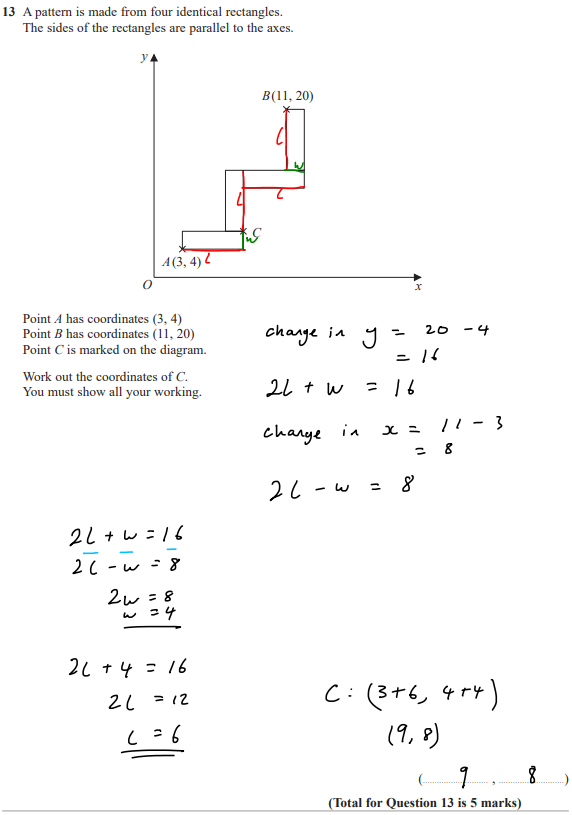 13 A pattern is made from four identical rectangles.
The sides of the rectangles are parallel to the axes.
y
B(11, 20)
L
w
L
L
C
w
A(3, 4) L
O
x
Point A has coordinates (3, 4)
Point B has coordinates (11, 20)
Point C is marked on the diagram.
Work out the coordinates of C.
You must show all your working.
change in y = 20 - 4
= 16
2L + w = 16
change in x = 11 - 3
= 8
2L - w = 8
2L + w = 16
2L - w = 8
2w = 8
w = 4
2L + 4 = 16
2L = 12
L = 6
C: (3+6, 4+4)
(9, 8)
(9, 8)
(Total for Question 13 is 5 marks)